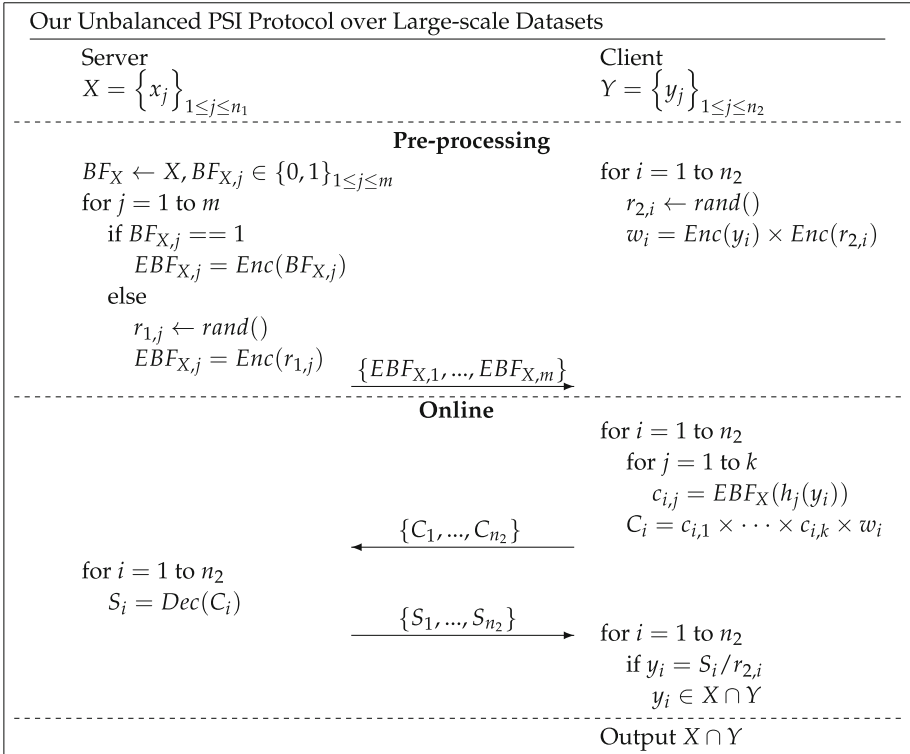 Our Unbalanced PSI Protocol over Large-scale Datasets
Server
X = {x_j}_{1≤j≤n_1}
Client
Y = {y_j}_{1≤j≤n_2}
Pre-processing
BF_X ← X, BF_{X,j} ∈ {0,1}_{1≤j≤m}
for j = 1 to m
if BF_{X,j} == 1
EBF_{X,j} = Enc(BF_{X,j})
else
r_{1,j} ← rand()
EBF_{X,j} = Enc(r_{1,j})
for i = 1 to n_2
r_{2,i} ← rand()
w_i = Enc(y_i) × Enc(r_{2,i})
{EBF_{X,1}, ..., EBF_{X,m}}
Online
for i = 1 to n_2
for j = 1 to k
c_{i,j} = EBF_X(h_j(y_i))
C_i = c_{i,1} × · · · × c_{i,k} × w_i
{C_1, ..., C_{n_2}}
for i = 1 to n_2
S_i = Dec(C_i)
{S_1, ..., S_{n_2}}
for i = 1 to n_2
if y_i = S_i/r_{2,i}
y_i ∈ X ∩ Y
Output X ∩ Y